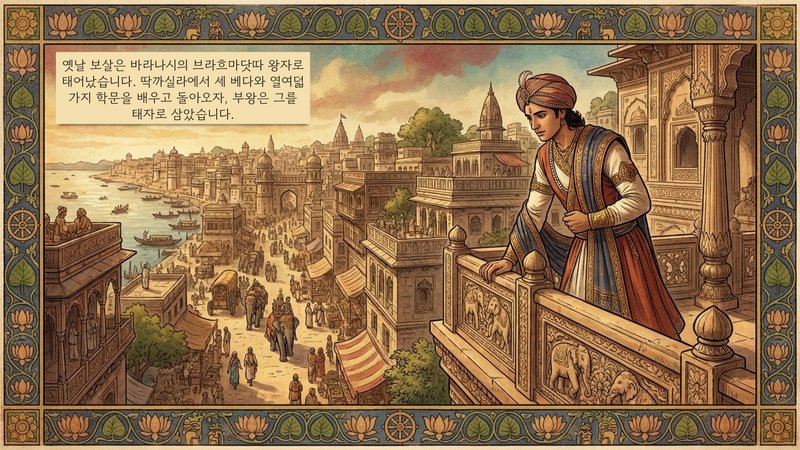 옛날 보살은 바라나시의 브라흐마닷따 왕자로
태어났습니다. 딱까실라에서 세 베다와 열여덟
가지 학문을 배우고 돌아오자, 부왕은 그를
태자로 삼았습니다.